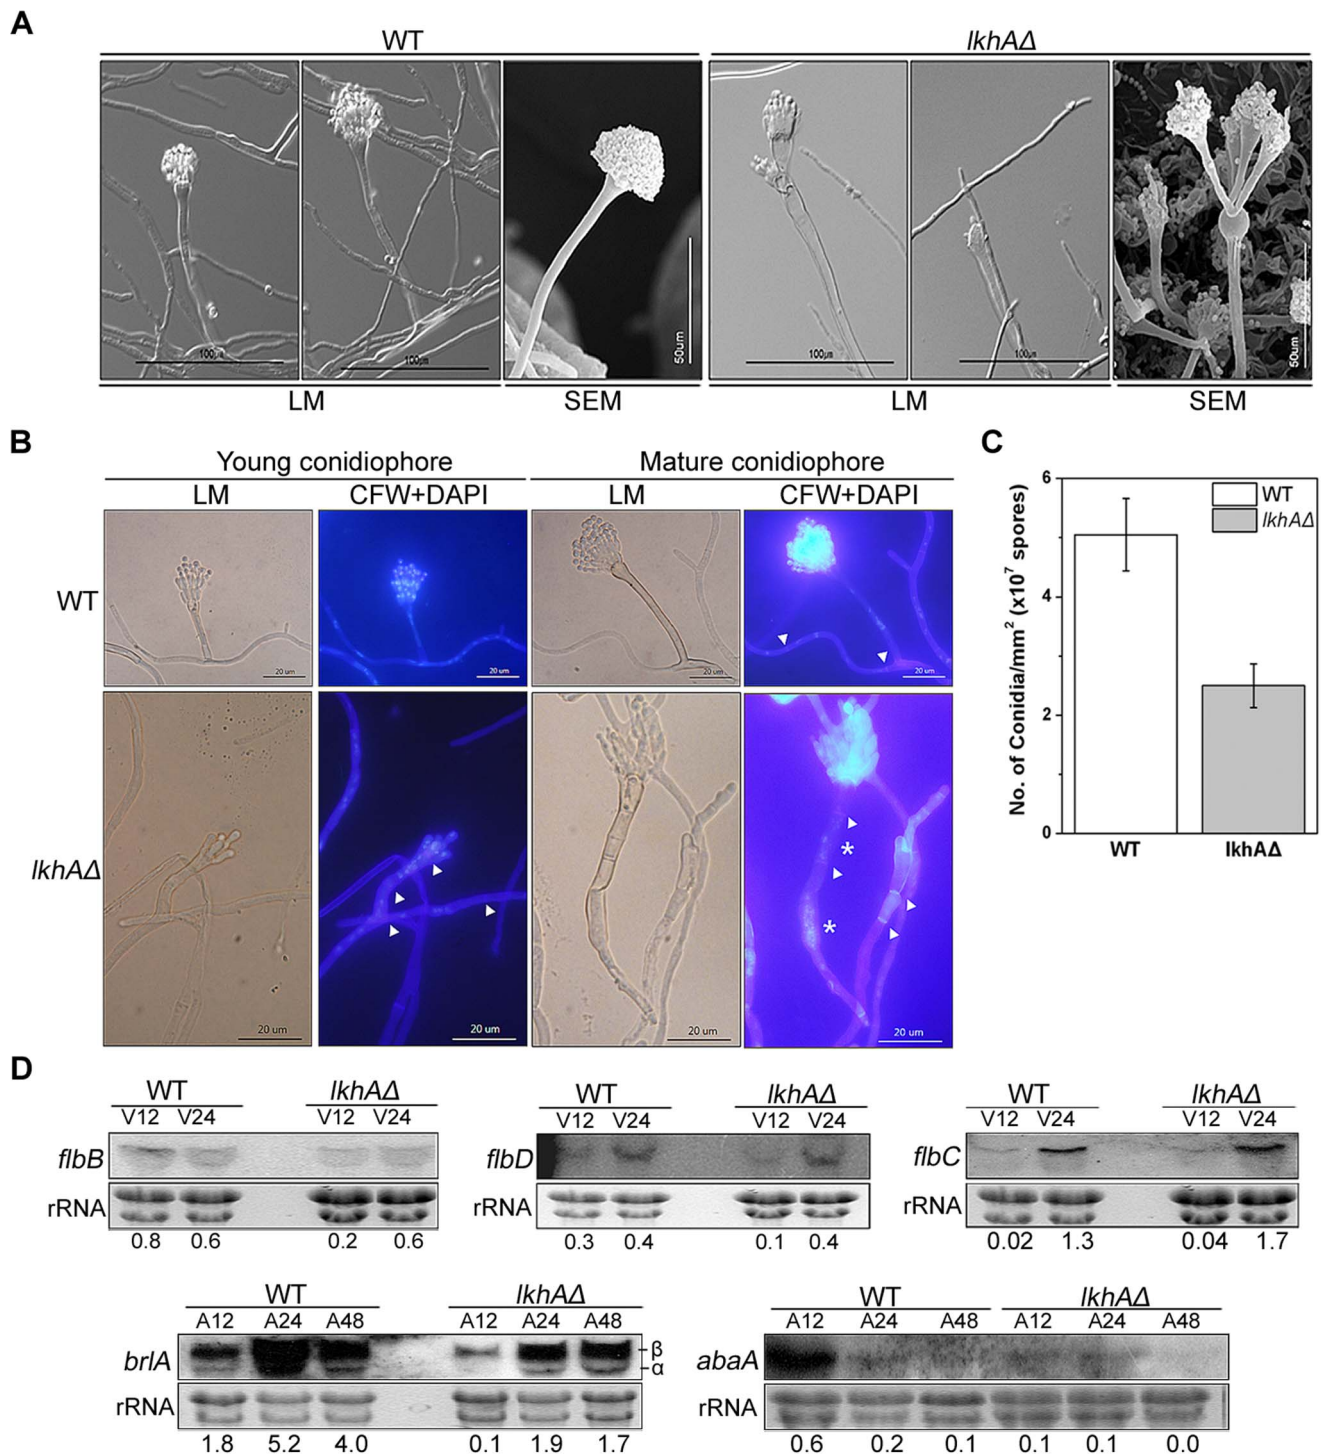 A
WT
lkhAΔ
100μm
100μm
50um
100μm
100μm
50um
LM
SEM
LM
SEM
B
Young conidiophore
Mature conidiophore
LM
CFW+DAPI
LM
CFW+DAPI
WT
20 um
20 um
20 um
20 um
lkhAΔ
20 um
20 um
20 um
20 um
C
No. of Conidia/mm² (x10⁷ spores)
6
4
2
0
WT
lkhAΔ
WT
lkhAΔ
D
WT
lkhAΔ
V12 V24
V12 V24
flbB
rRNA
0.8 0.6
0.2 0.6
WT
lkhAΔ
V12 V24
V12 V24
flbD
rRNA
0.3 0.4
0.1 0.4
WT
lkhAΔ
V12 V24
V12 V24
flbC
rRNA
0.02 1.3
0.04 1.7
WT
lkhAΔ
A12 A24 A48
A12 A24 A48
brlA
β
α
rRNA
1.8 5.2 4.0
0.1 1.9 1.7
WT
lkhAΔ
A12 A24 A48
A12 A24 A48
abaA
rRNA
0.6 0.2 0.1
0.1 0.1 0.0